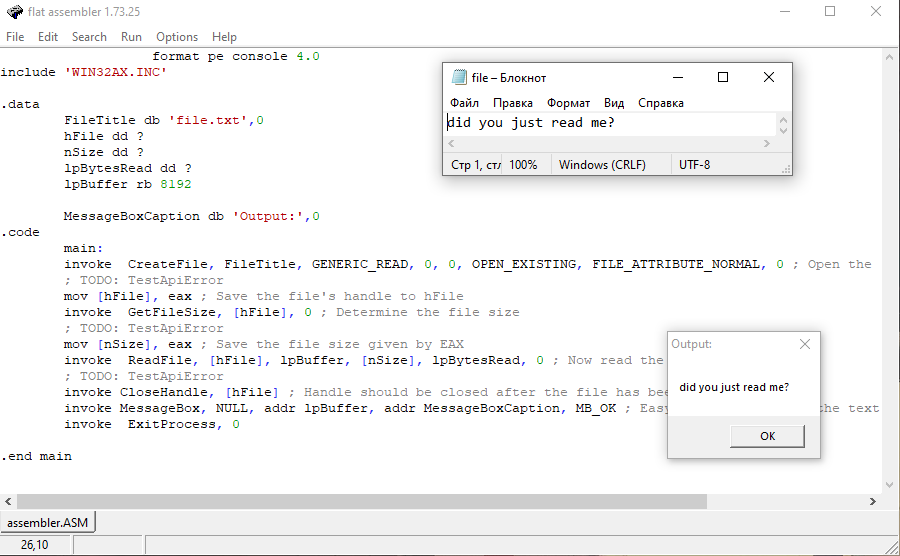 flat assembler 1.73.25
File Edit Search Run Options Help
format pe console 4.0
include 'WIN32AX.INC'
.data
FileTitle db 'file.txt',0
hFile dd ?
nSize dd ?
lpBytesRead dd ?
lpBuffer rb 8192
MessageBoxCaption db 'Output:',0
.code
main:
invoke CreateFile, FileTitle, GENERIC_READ, 0, 0, OPEN_EXISTING, FILE_ATTRIBUTE_NORMAL, 0 ; Open the
; TODO: TestApiError
mov [hFile], eax ; Save the file's handle to hFile
invoke GetFileSize, [hFile], 0 ; Determine the file size
; TODO: TestApiError
mov [nSize], eax ; Save the file size given by EAX
invoke ReadFile, [hFile], lpBuffer, [nSize], lpBytesRead, 0 ; Now read the
; TODO: TestApiError
invoke CloseHandle, [hFile] ; Handle should be closed after the file has
invoke MessageBox, NULL, addr lpBuffer, addr MessageBoxCaption, MB_OK ; the text
invoke ExitProcess, 0
.end main
assembler.ASM
26,10
file – Блокнот
Файл Правка Формат Вид Справка
did you just read me?
Стр 1, 100% Windows (CRLF) UTF-8
Output:
did you just read me?
OK